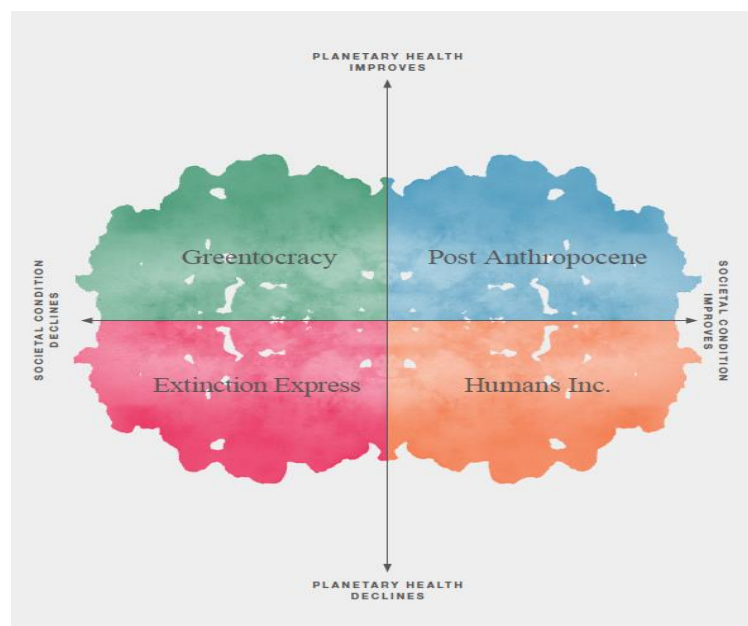 PLANETARY HEALTH
IMPROVES
Greentocracy
Post Anthropocene
SOCIETAL CONDITION
DECLINES
SOCIETAL CONDITION
IMPROVES
Extinction Express
Humans Inc.
PLANETARY HEALTH
DECLINES